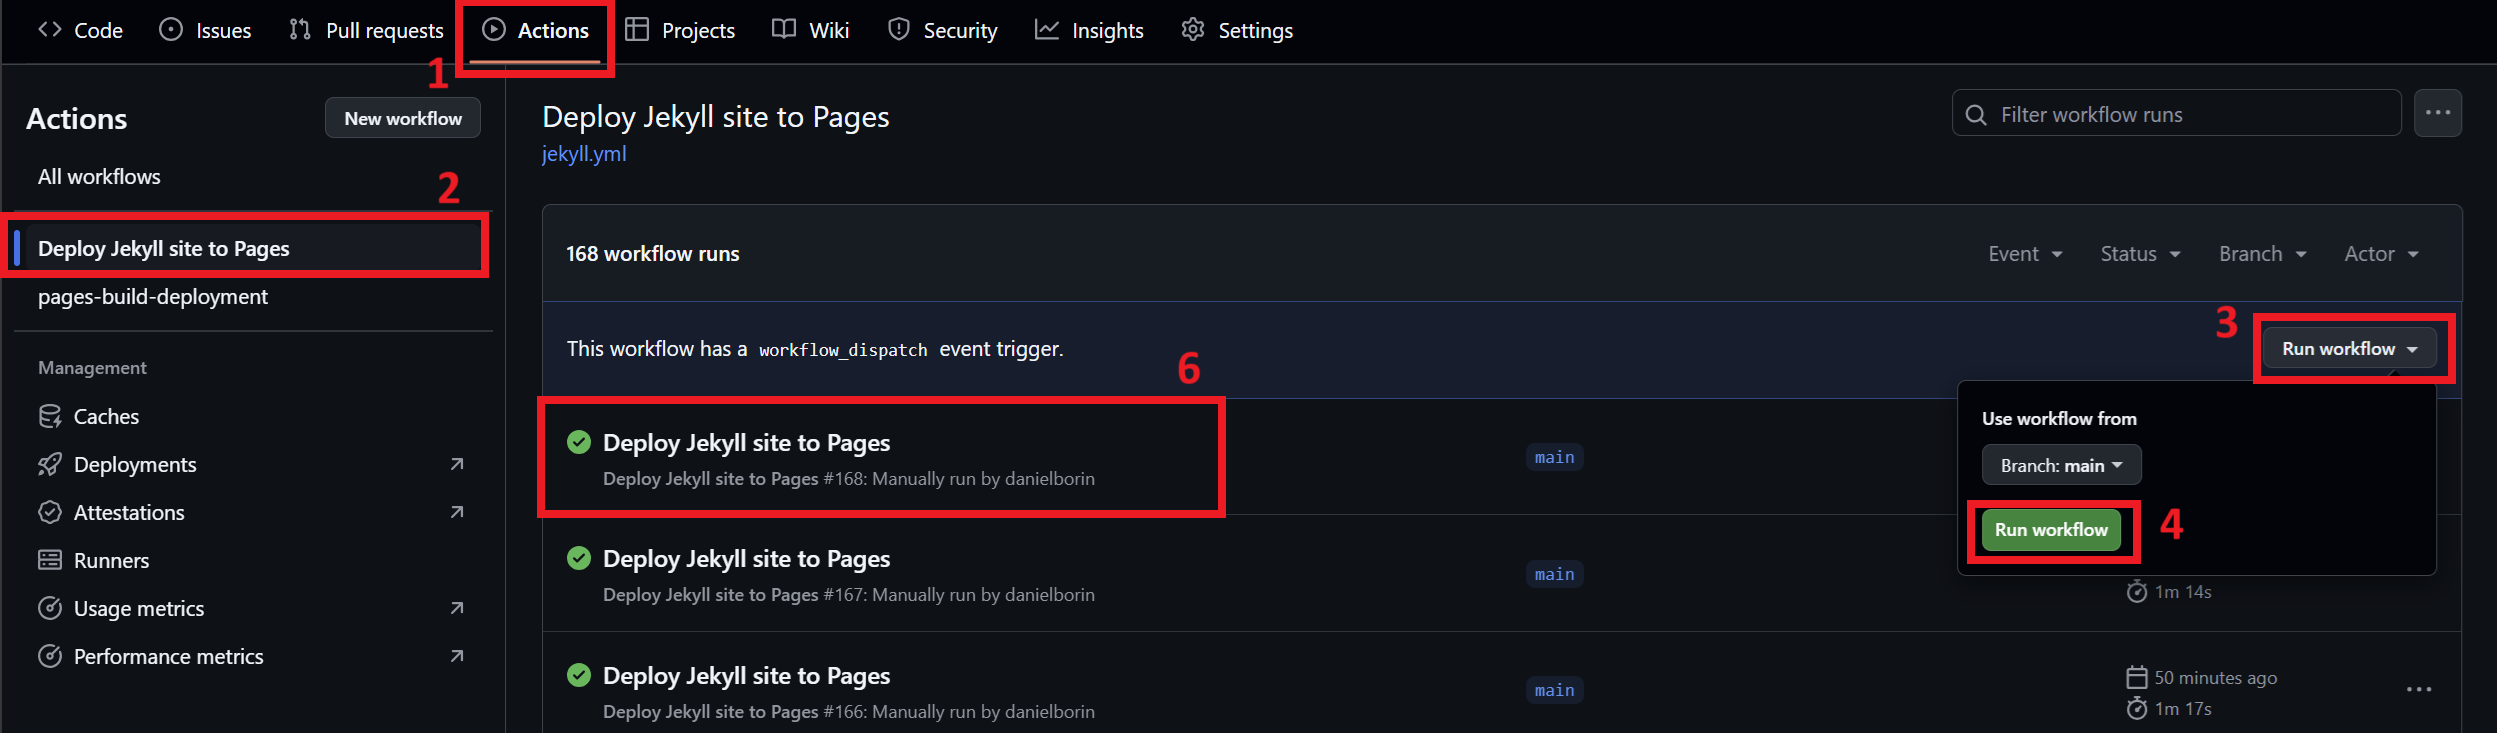 Code Issues Pull requests Actions Projects Wiki Security Insights Settings
1
Actions
New workflow
All workflows
2
Deploy Jekyll site to Pages
pages-build-deployment
Management
Caches
Deployments
Attestations
Runners
Usage metrics
Performance metrics
Deploy Jekyll site to Pages
jekyll.yml
Filter workflow runs
168 workflow runs
Event Status Branch Actor
This workflow has a workflow_dispatch event trigger.
3
Run workflow
Use workflow from
Branch: main
Run workflow
4
6
Deploy Jekyll site to Pages
Deploy Jekyll site to Pages #168: Manually run by danielborin
main
Deploy Jekyll site to Pages
Deploy Jekyll site to Pages #167: Manually run by danielborin
main
1m 14s
Deploy Jekyll site to Pages
Deploy Jekyll site to Pages #166: Manually run by danielborin
main
50 minutes ago
1m 17s